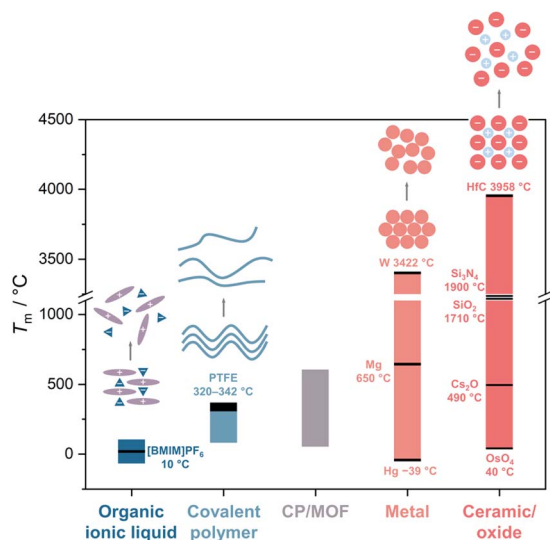 4500
4000
3500
1000
500
0
Tm / °C
HfC 3958 °C
W 3422 °C
Si3N4
1900 °C
SiO2
1710 °C
Mg
650 °C
Cs2O
490 °C
PTFE
320–342 °C
[BMIM]PF6
10 °C
Hg −39 °C
OsO4
40 °C
Organic
ionic liquid
Covalent
polymer
CP/MOF
Metal
Ceramic/
oxide